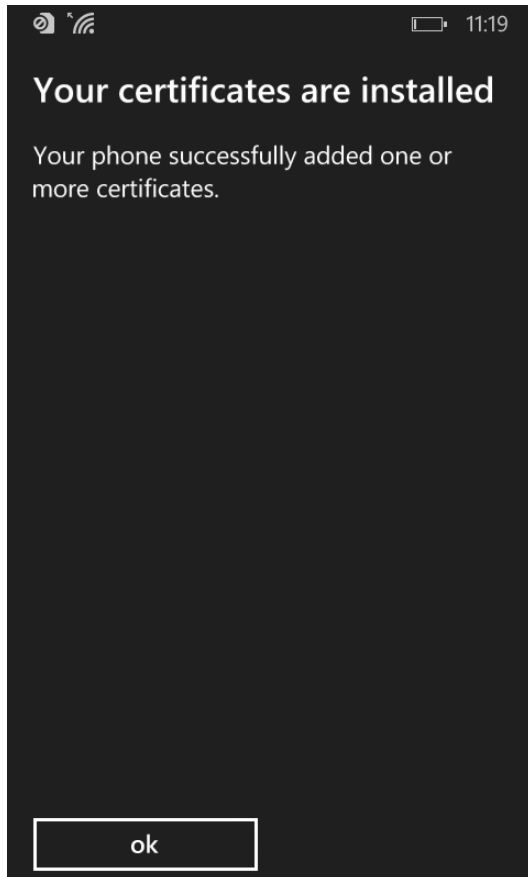 11:19
Your certificates are installed
Your phone successfully added one or
more certificates.
ok